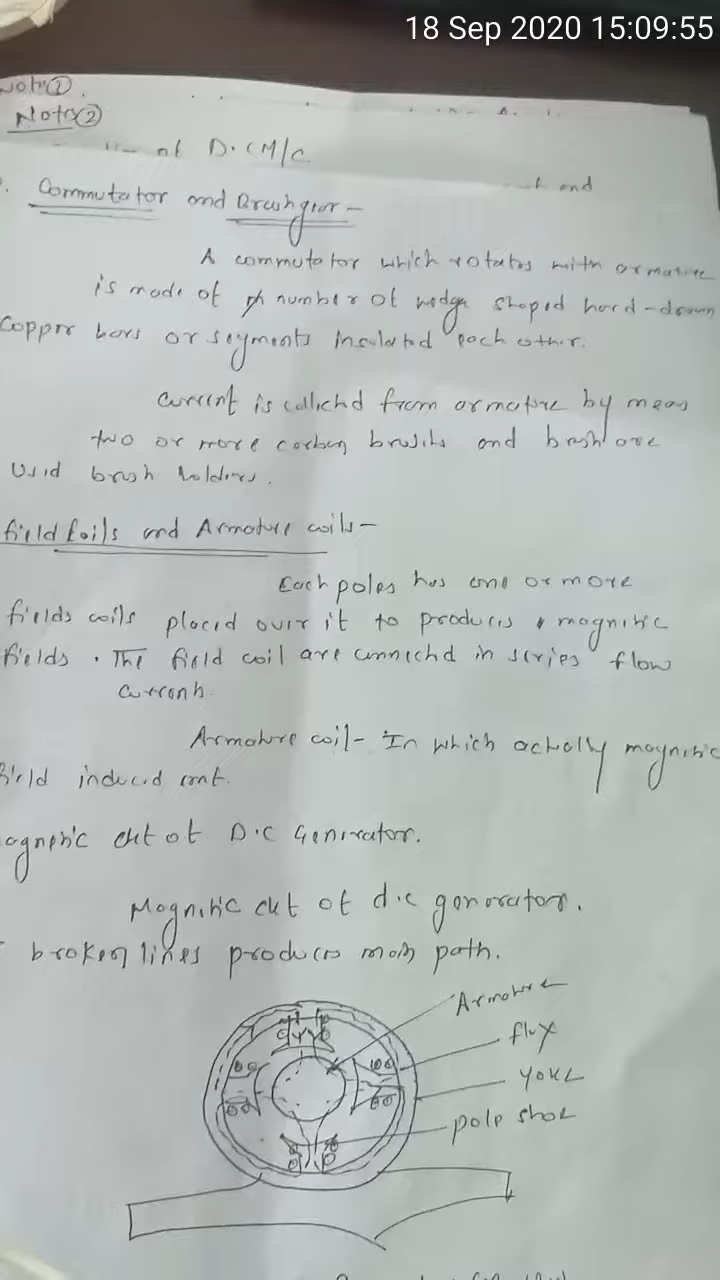 18 Sep 2020 15:09:55
Note①.
Note②
of D.C M/C
and
Commutator and Brushgear -
A commutator which rotates with armature
is made of number of wedge shaped hard-drawn
Copper bars or segments insulated each other.
Current is collected from armature by means
two or more carbon brushes and brush are
Used brush holders.
field Coils and Armature coils -
Each poles has one or more
fields coils placed over it to produces magnetic
fields. The field coil are connected in series flow
current.
Armature coil - In which actually magnetic
field induced
magnetic ckt of D.C Generator.
Magnetic ckt of d.c generator.
broken lines produces main path.
Armature
flux
yoke
pole shoe